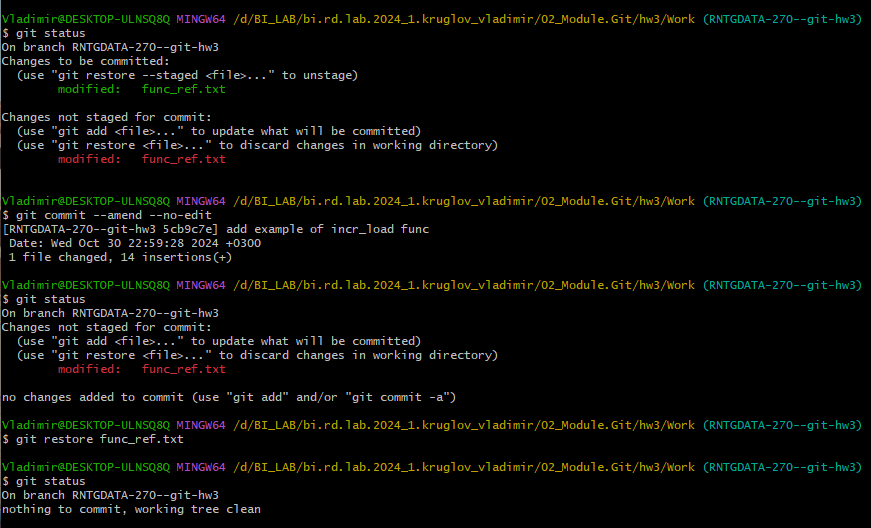 Vladimir@DESKTOP-ULNSQ8Q MINGW64 /d/BI_LAB/bi.rd.lab.2024_1.kruglov_vladimir/02_Module.Git/hw3/Work (RNTGDATA-270--git-hw3)
$ git status
On branch RNTGDATA-270--git-hw3
Changes to be committed:
  (use "git restore --staged <file>..." to unstage)
        modified:   func_ref.txt

Changes not staged for commit:
  (use "git add <file>..." to update what will be committed)
  (use "git restore <file>..." to discard changes in working directory)
        modified:   func_ref.txt

Vladimir@DESKTOP-ULNSQ8Q MINGW64 /d/BI_LAB/bi.rd.lab.2024_1.kruglov_vladimir/02_Module.Git/hw3/Work (RNTGDATA-270--git-hw3)
$ git commit --amend --no-edit
[RNTGDATA-270--git-hw3 5cb9c7e] add example of incr_load func
 Date: Wed Oct 30 22:59:28 2024 +0300
 1 file changed, 14 insertions(+)

Vladimir@DESKTOP-ULNSQ8Q MINGW64 /d/BI_LAB/bi.rd.lab.2024_1.kruglov_vladimir/02_Module.Git/hw3/Work (RNTGDATA-270--git-hw3)
$ git status
On branch RNTGDATA-270--git-hw3
Changes not staged for commit:
  (use "git add <file>..." to update what will be committed)
  (use "git restore <file>..." to discard changes in working directory)
        modified:   func_ref.txt

no changes added to commit (use "git add" and/or "git commit -a")

Vladimir@DESKTOP-ULNSQ8Q MINGW64 /d/BI_LAB/bi.rd.lab.2024_1.kruglov_vladimir/02_Module.Git/hw3/Work (RNTGDATA-270--git-hw3)
$ git restore func_ref.txt

Vladimir@DESKTOP-ULNSQ8Q MINGW64 /d/BI_LAB/bi.rd.lab.2024_1.kruglov_vladimir/02_Module.Git/hw3/Work (RNTGDATA-270--git-hw3)
$ git status
On branch RNTGDATA-270--git-hw3
nothing to commit, working tree clean